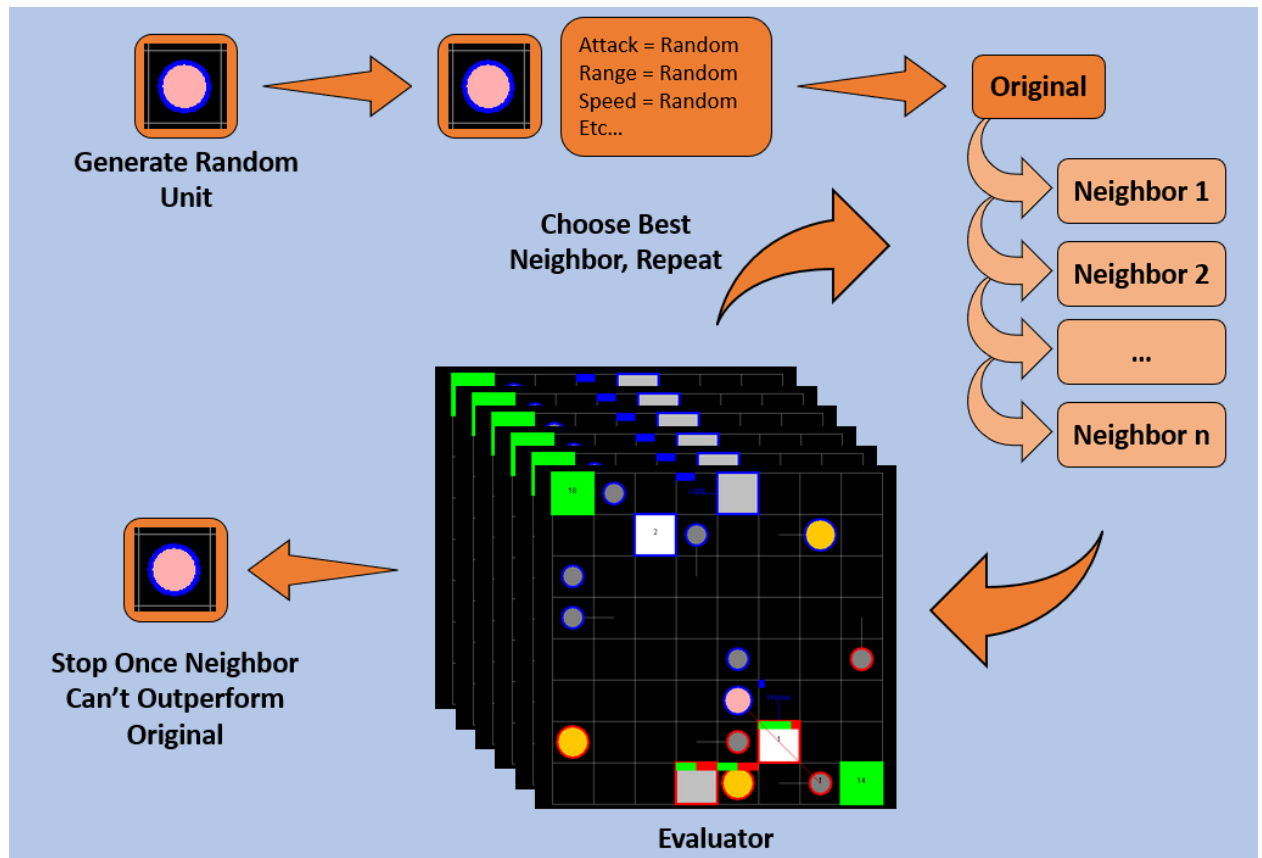 Generate Random
Unit
Attack = Random
Range = Random
Speed = Random
Etc...
Original
Neighbor 1
Neighbor 2
...
Neighbor n
Choose Best
Neighbor, Repeat
16
2
1
14
Stop Once Neighbor
Can't Outperform
Original
Evaluator